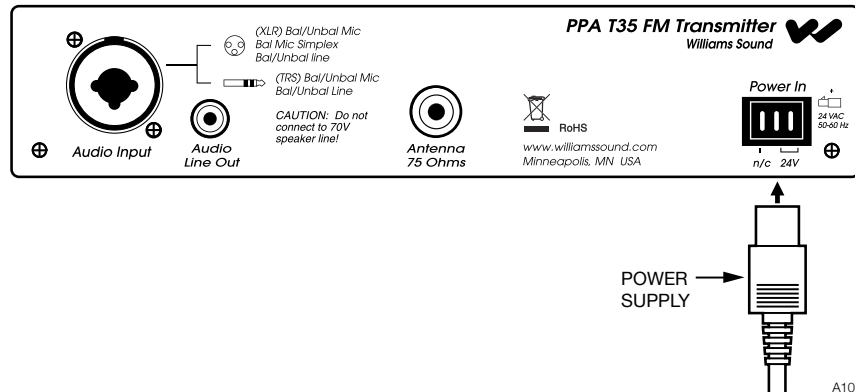 PPA T35 FM Transmitter
Williams Sound
(XLR) Bal/Unbal Mic
Bal Mic Simplex
Bal/Unbal line
(TRS) Bal/Unbal Mic
Bal/Unbal Line
CAUTION: Do not
connect to 70V
speaker line!
Audio Input
Audio
Line Out
Antenna
75 Ohms
RoHS
www.williamssound.com
Minneapolis, MN USA
Power In
+
24 VAC
50-60 Hz
n/c 24V
POWER
SUPPLY
A10